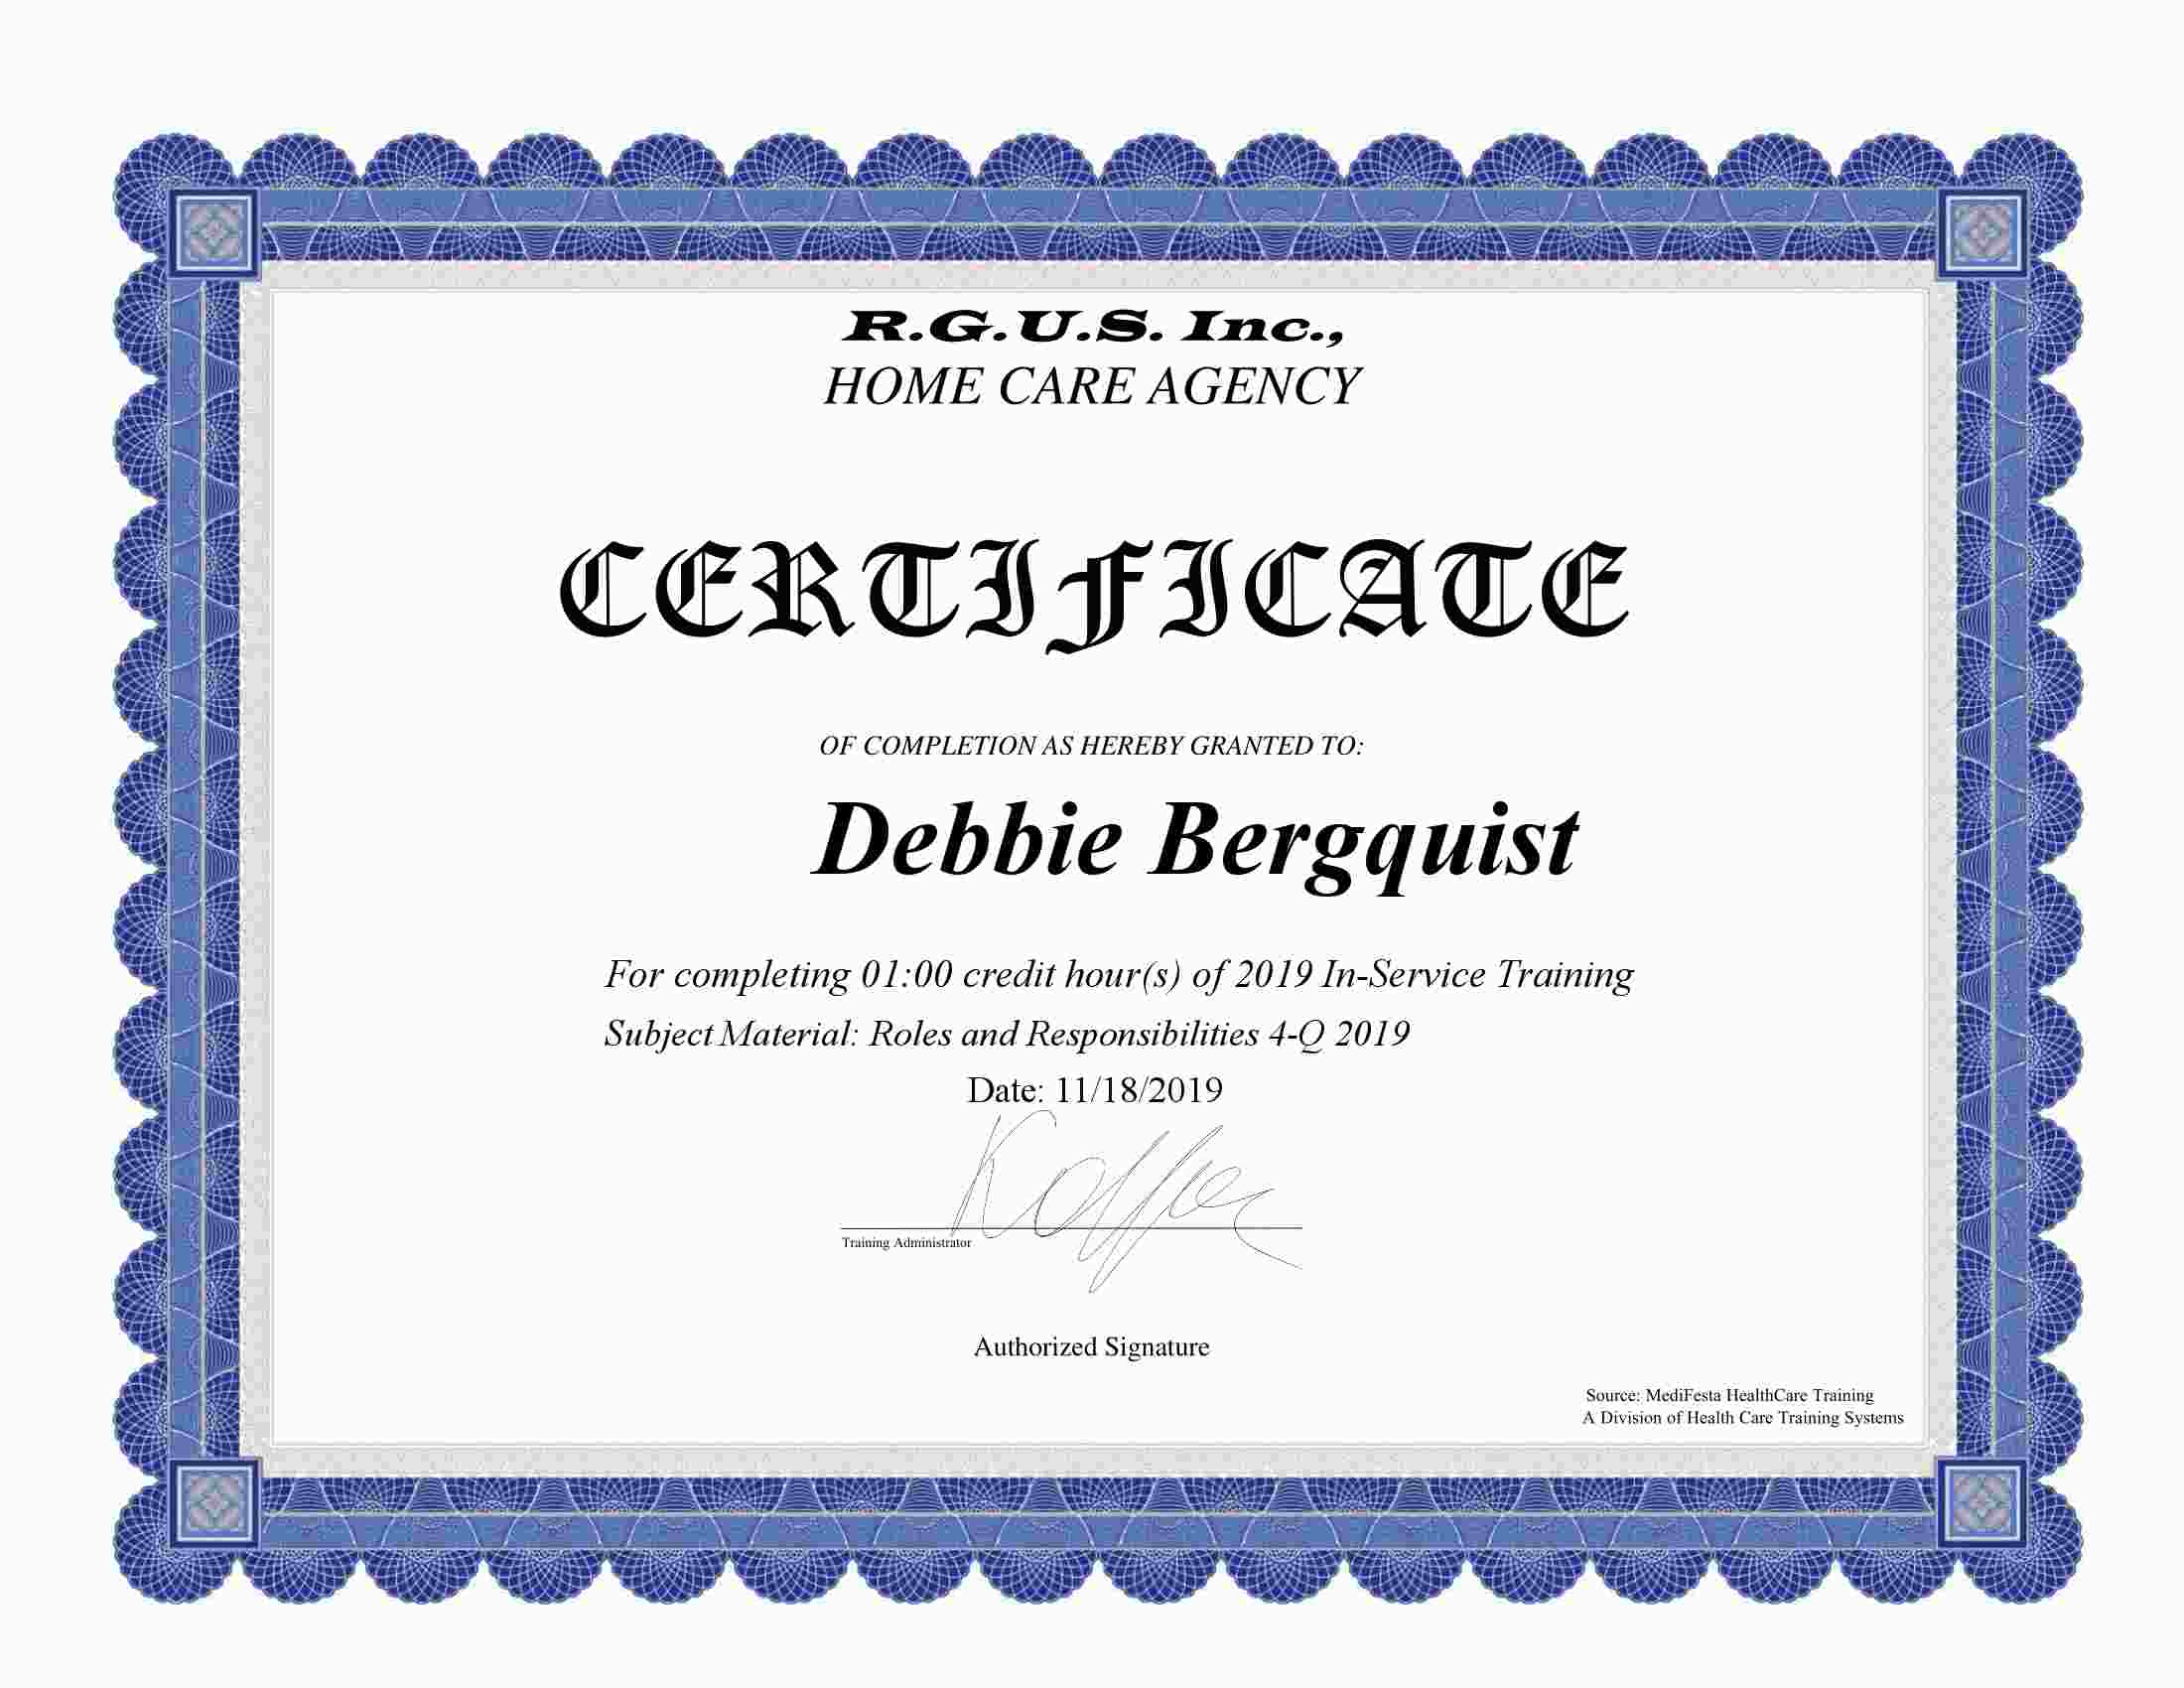 R.G.U.S. Inc.,
HOME CARE AGENCY
CERTIFICATE
OF COMPLETION AS HEREBY GRANTED TO:
Debbie Bergquist
For completing 01:00 credit hour(s) of 2019 In-Service Training
Subject Material: Roles and Responsibilities 4-Q 2019
Date: 11/18/2019
Training Administrator
Authorized Signature
Source: MediFesta HealthCare Training
A Division of Health Care Training Systems